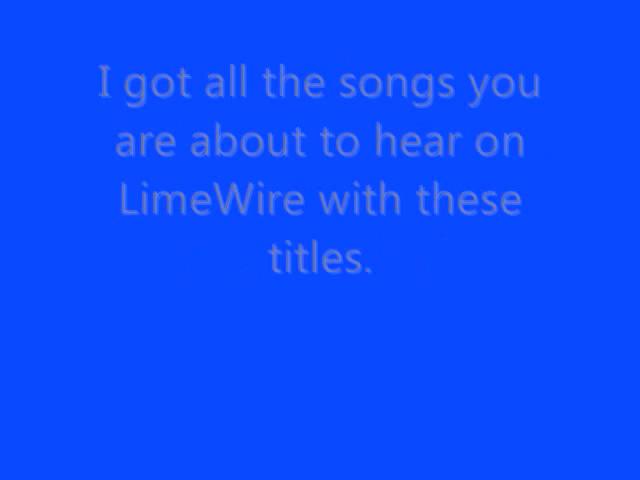 I got all the songs you
are about to hear on
LimeWire with these
titles.